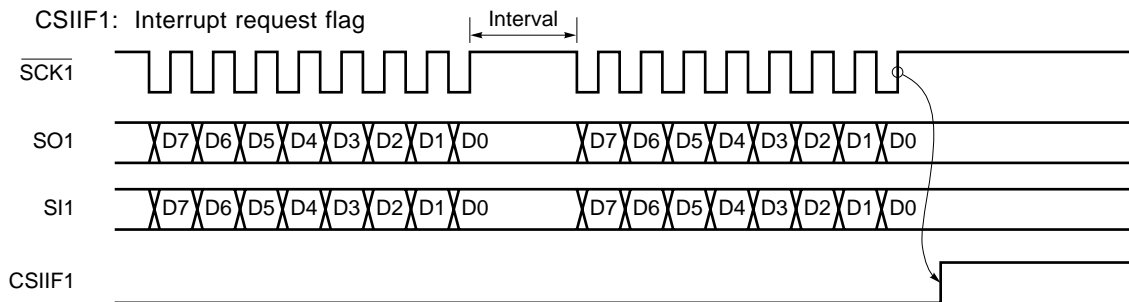 CSIIF1: Interrupt request flag
Interval
SCK1
SO1 D7 D6 D5 D4 D3 D2 D1 D0 D7 D6 D5 D4 D3 D2 D1 D0
SI1 D7 D6 D5 D4 D3 D2 D1 D0 D7 D6 D5 D4 D3 D2 D1 D0
CSIIF1